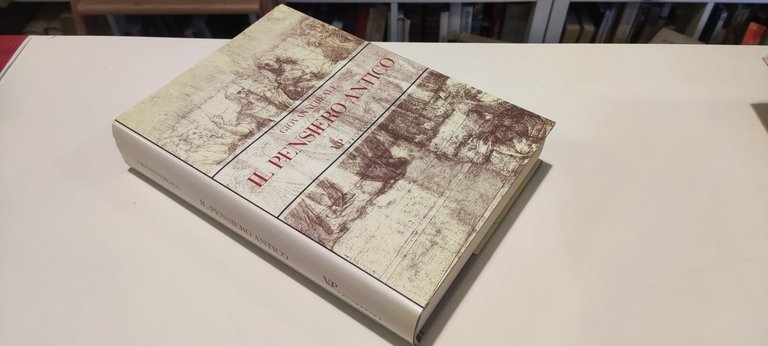 GIOVANNI REALE
IL PENSIERO ANTICO
GIOVANNI REALE
IL PENSIERO ANTICO
V&P